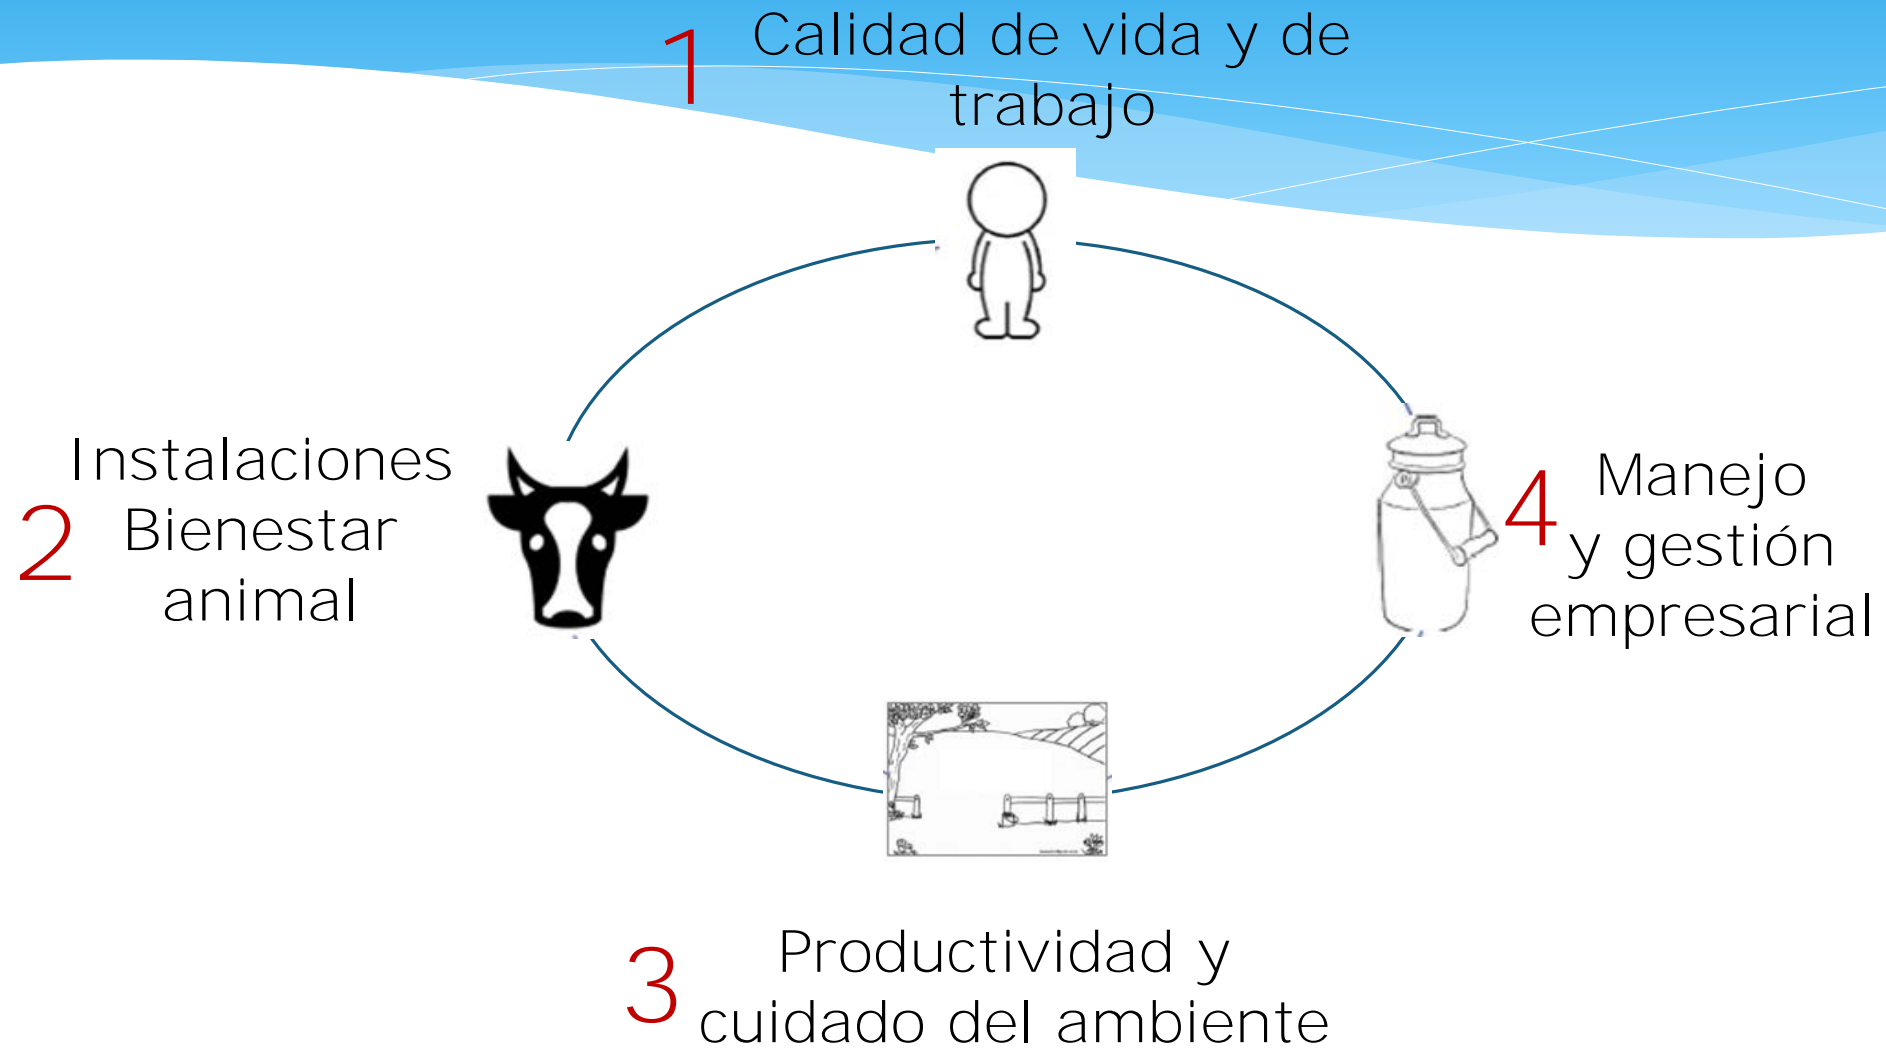 1
Calidad de vida y de
trabajo
2
Instalaciones
Bienestar
animal
3
Productividad y
cuidado del ambiente
4
Manejo
y gestión
empresarial